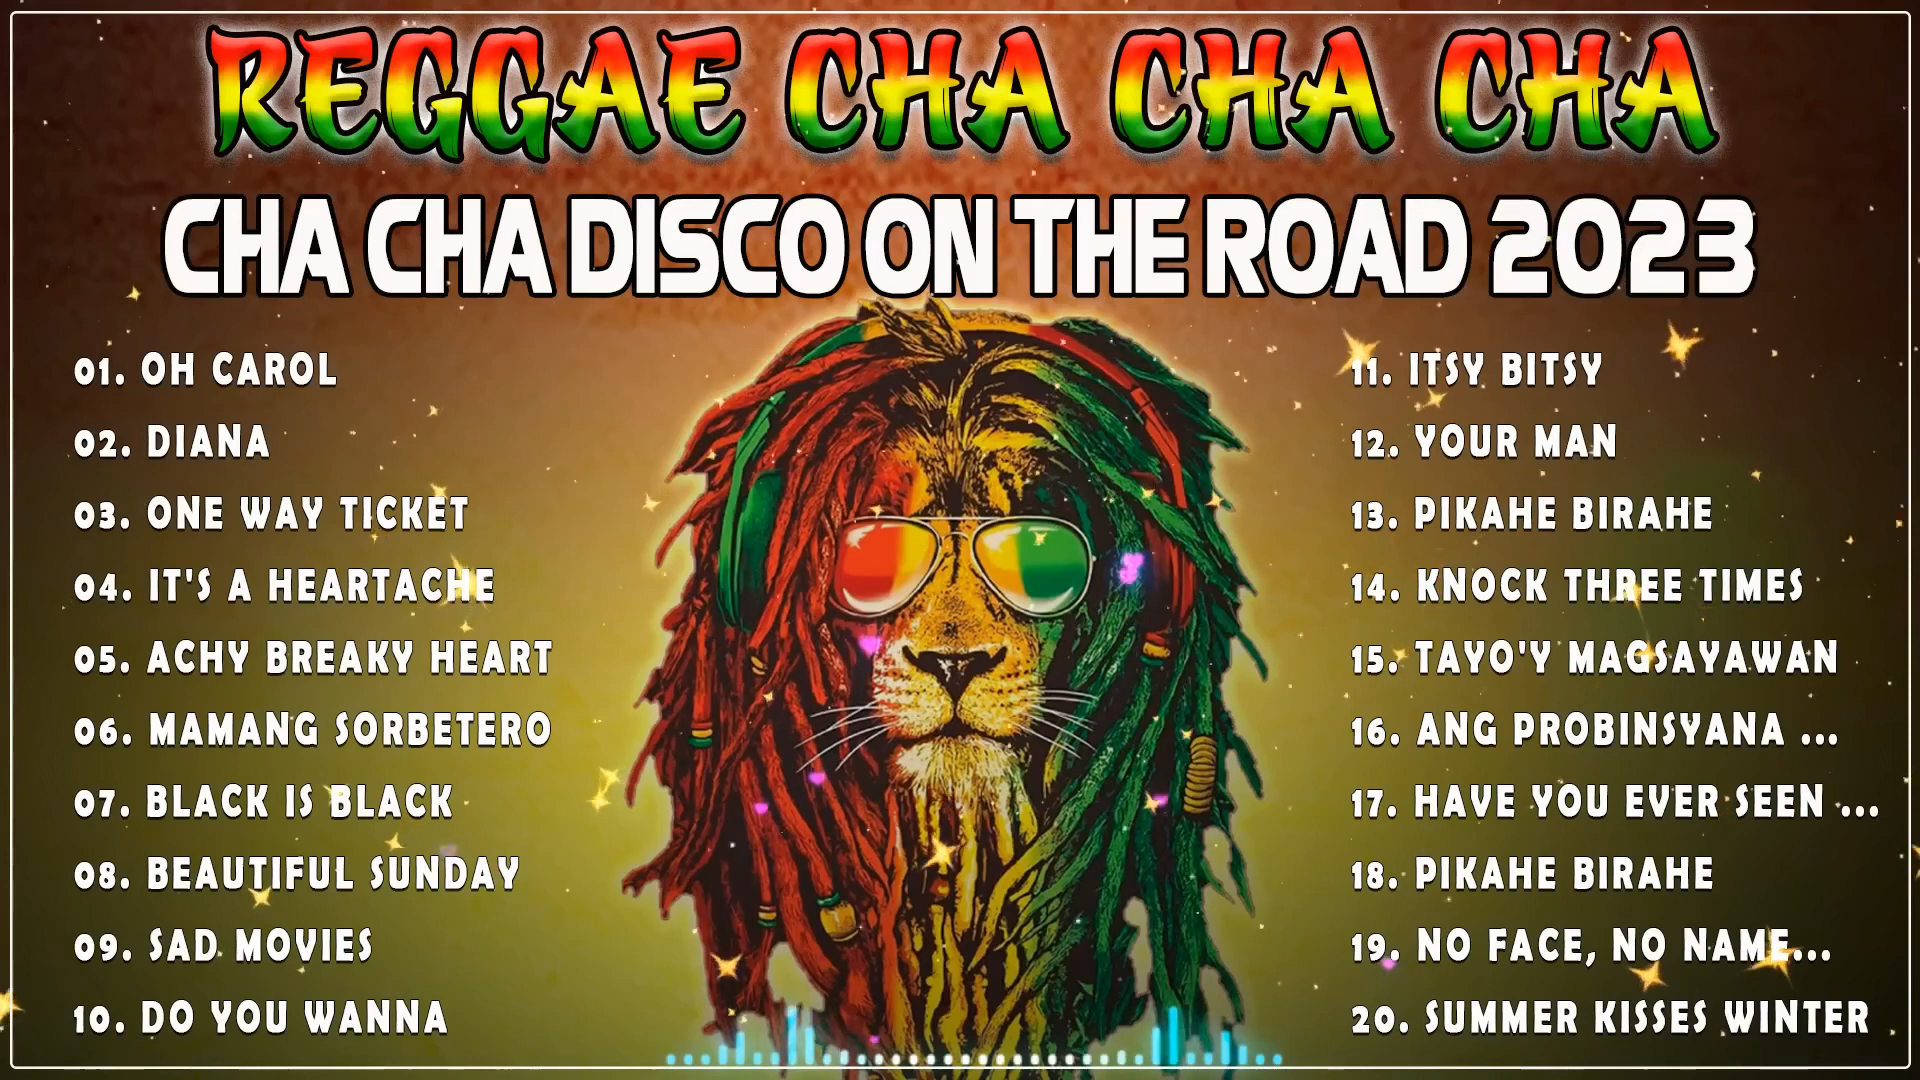 REGGAE CHA CHA CHA
CHA CHA DISCO ON THE ROAD 2023
01. OH CAROL
02. DIANA
03. ONE WAY TICKET
04. IT'S A HEARTACHE
05. ACHY BREAKY HEART
06. MAMANG SORBETERO
07. BLACK IS BLACK
08. BEAUTIFUL SUNDAY
09. SAD MOVIES
10. DO YOU WANNA
11. ITSY BITSY
12. YOUR MAN
13. PIKAHE BIRAHE
14. KNOCK THREE TIMES
15. TAYO'Y MAGSAYAWAN
16. ANG PROBINSYANA ...
17. HAVE YOU EVER SEEN ...
18. PIKAHE BIRAHE
19. NO FACE, NO NAME...
20. SUMMER KISSES WINTER